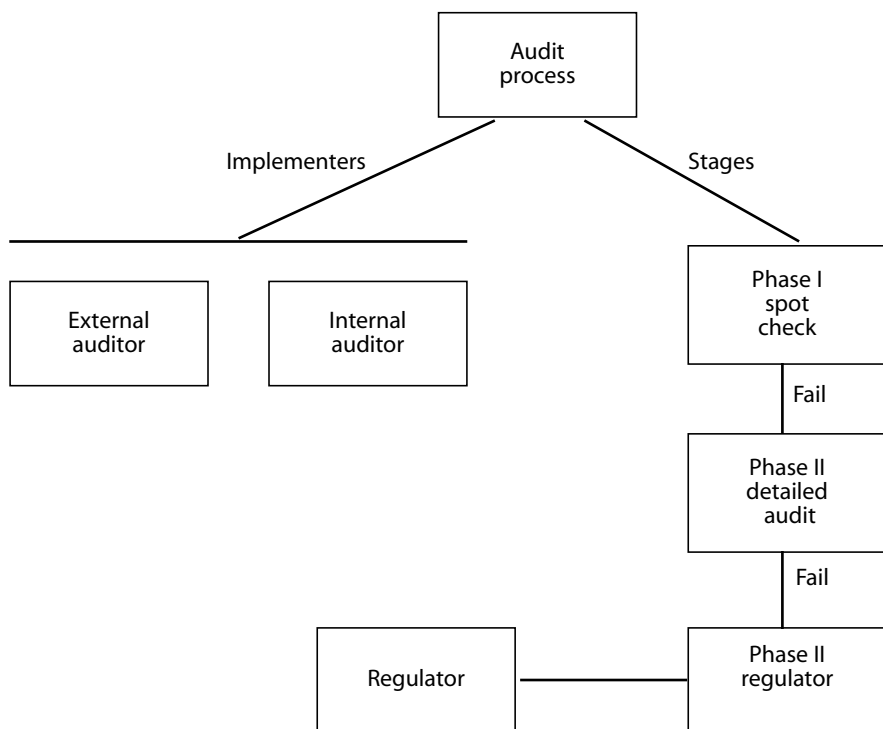 Audit
process
Implementers
Stages
External
auditor
Internal
auditor
Phase I
spot
check
Fail
Phase II
detailed
audit
Fail
Regulator
Phase II
regulator